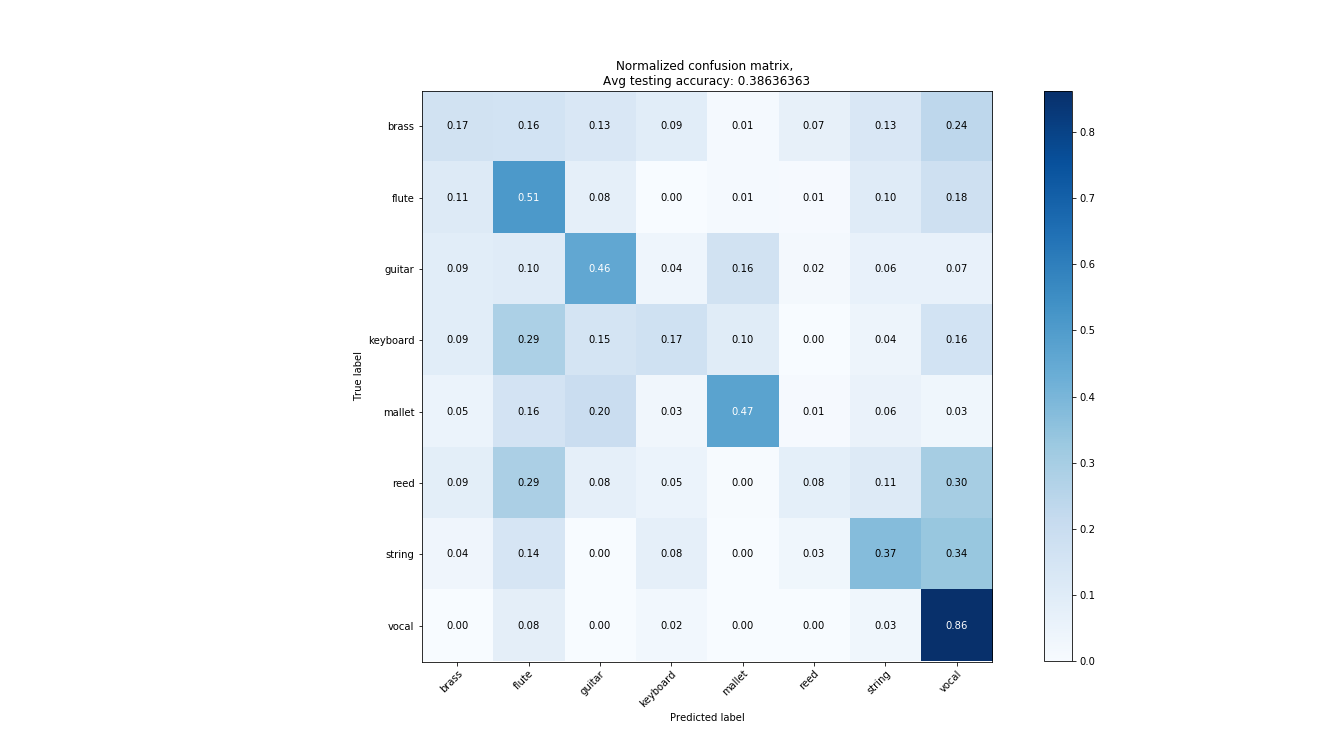 Normalized confusion matrix,
Avg testing accuracy: 0.38636363
brass 0.17 0.16 0.13 0.09 0.01 0.07 0.13 0.24
flute 0.11 0.51 0.08 0.00 0.01 0.01 0.10 0.18
guitar 0.09 0.10 0.46 0.04 0.16 0.02 0.06 0.07
keyboard 0.09 0.29 0.15 0.17 0.10 0.00 0.04 0.16
mallet 0.05 0.16 0.20 0.03 0.47 0.01 0.06 0.03
reed 0.09 0.29 0.08 0.05 0.00 0.08 0.11 0.30
string 0.04 0.14 0.00 0.08 0.00 0.03 0.37 0.34
vocal 0.00 0.08 0.00 0.02 0.00 0.00 0.03 0.86
True label
brass flute guitar keyboard mallet reed string vocal
Predicted label
0.8
0.7
0.6
0.5
0.4
0.3
0.2
0.1
0.0